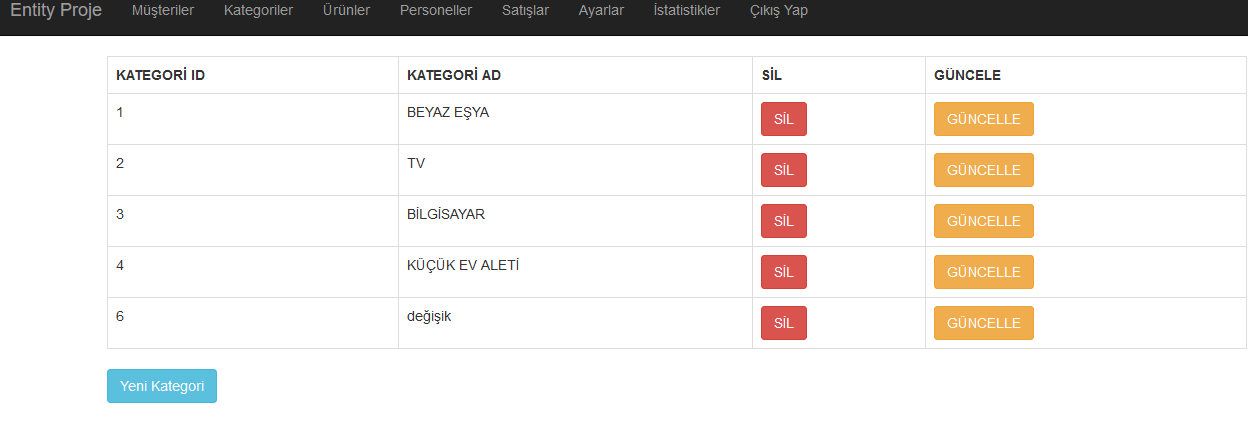 Entity Proje Müşteriler Kategoriler Ürünler Personeller Satışlar Ayarlar İstatistikler Çıkış Yap
KATEGORİ ID KATEGORİ AD SİL GÜNCELE
1 BEYAZ EŞYA SİL GÜNCELLE
2 TV SİL GÜNCELLE
3 BİLGİSAYAR SİL GÜNCELLE
4 KÜÇÜK EV ALETİ SİL GÜNCELLE
6 değişik SİL GÜNCELLE
Yeni Kategori